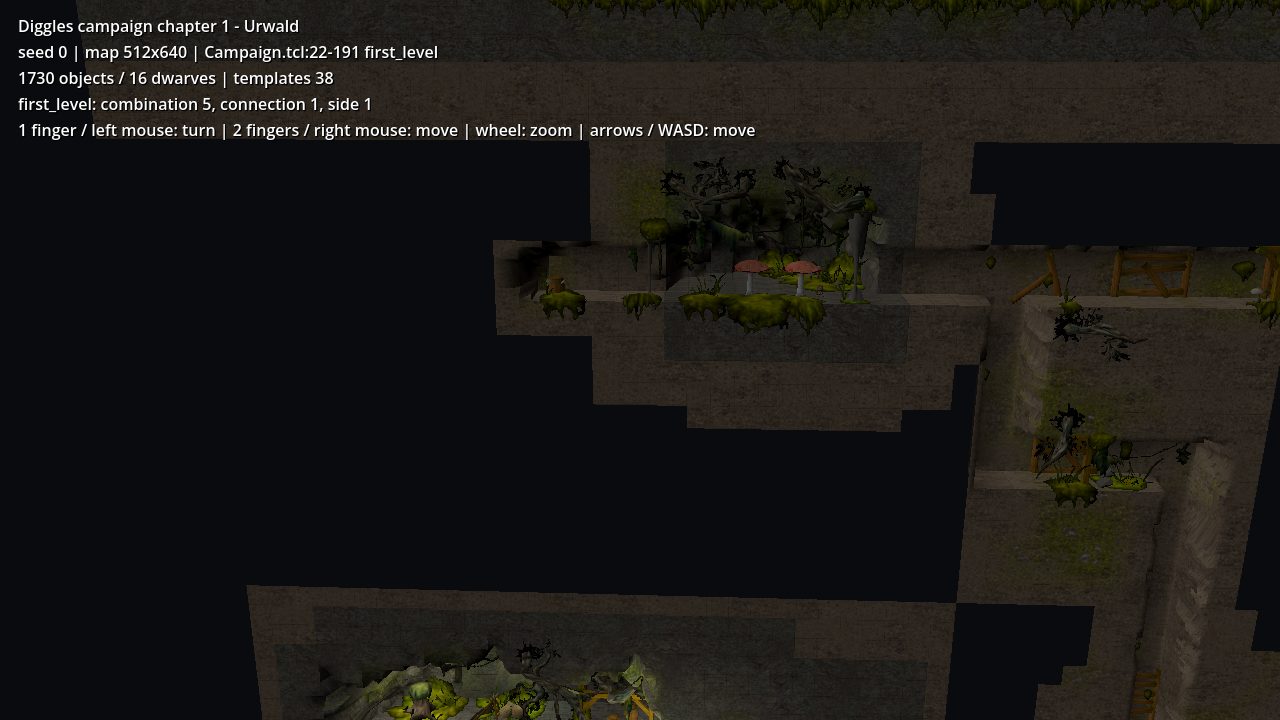 Diggles campaign chapter 1 - Urwald
seed 0 | map 512x640 | Campaign.tcl:22-191 first_level
1730 objects / 16 dwarves | templates 38
first_level: combination 5, connection 1, side 1
1 finger / left mouse: turn | 2 fingers / right mouse: move | wheel: zoom | arrows / WASD: move